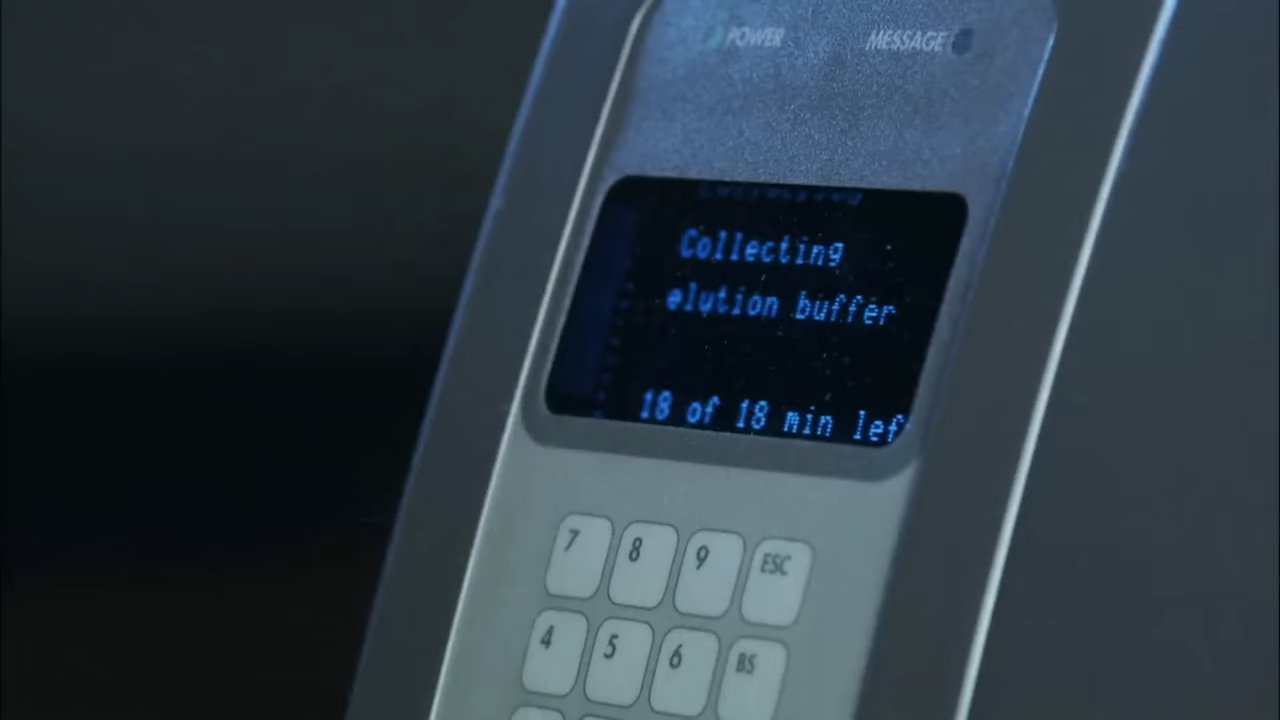 POWER MESSAGE
Collecting
elution buffer
18 of 18 min lef
7 8 9 ESC
4 5 6 BS